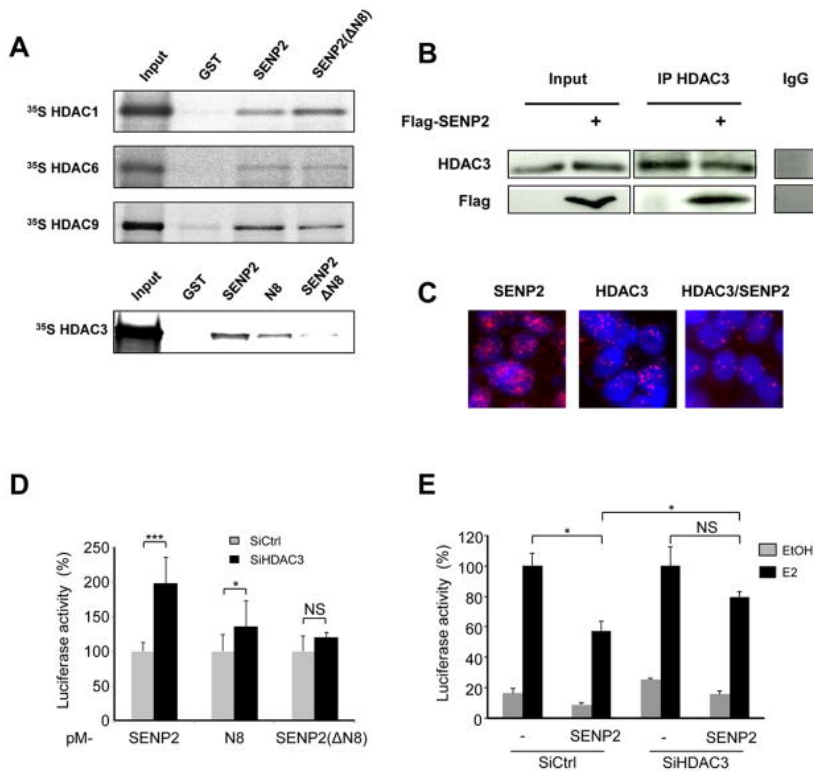 A
Input GST SENP2 SENP2(ΔN8)
³⁵S HDAC1
³⁵S HDAC6
³⁵S HDAC9
Input GST SENP2 N8 SENP2 ΔN8
³⁵S HDAC3
B
Input IP HDAC3 IgG
Flag-SENP2 + +
HDAC3
Flag
C
SENP2 HDAC3 HDAC3/SENP2
D
Luciferase activity (%)
250
200
150
100
50
0
*** * NS
SiCtrl
SiHDAC3
pM- SENP2 N8 SENP2(ΔN8)
E
Luciferase activity (%)
120
100
80
60
40
20
0
*
* NS
EtOH
E2
- SENP2 - SENP2
SiCtrl SiHDAC3